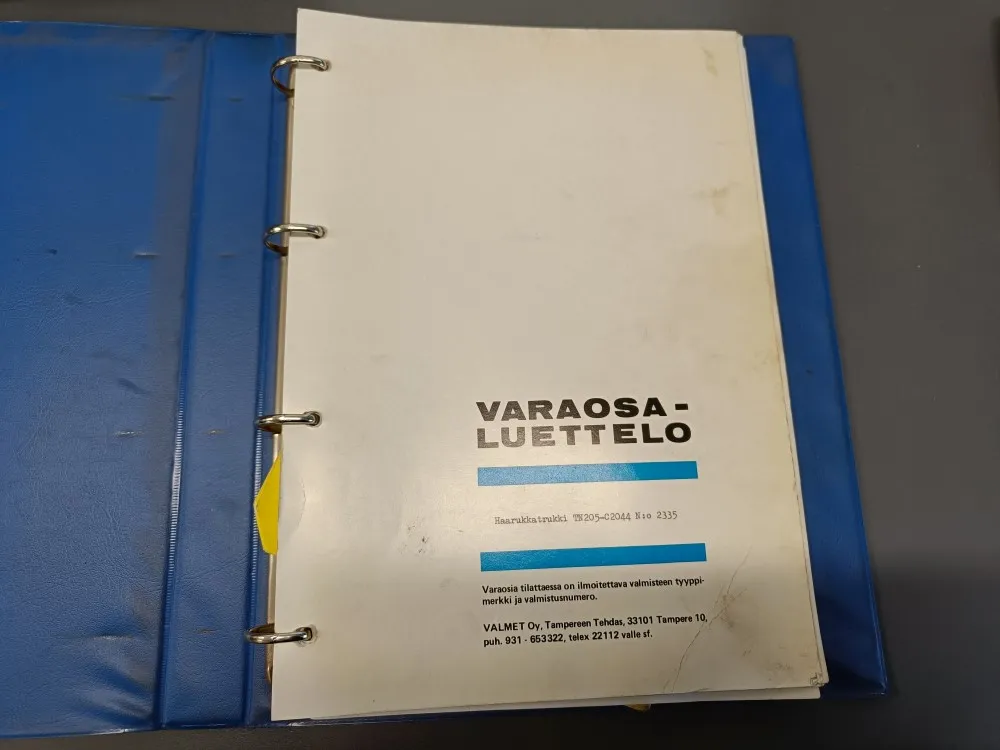 VARAOSA-
LUETTELO
Haarukkatrukki TN205-C2044 N:o 2335
Varaosia tilattaessa on ilmoitettava valmisteen tyyppi-
merkki ja valmistusnumero.
VALMET Oy, Tampereen Tehdas, 33101 Tampere 10,
puh. 931 - 653322, telex 22112 valle sf.